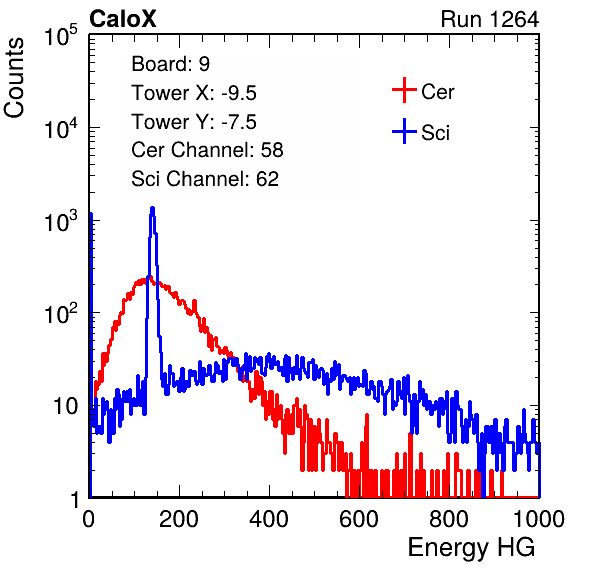 CaloX Run 1264
Counts
Board: 9
Tower X: -9.5
Tower Y: -7.5
Cer Channel: 58
Sci Channel: 62
Cer
Sci
10^5
10^4
10^3
10^2
10
1
0 200 400 600 800 1000
Energy HG